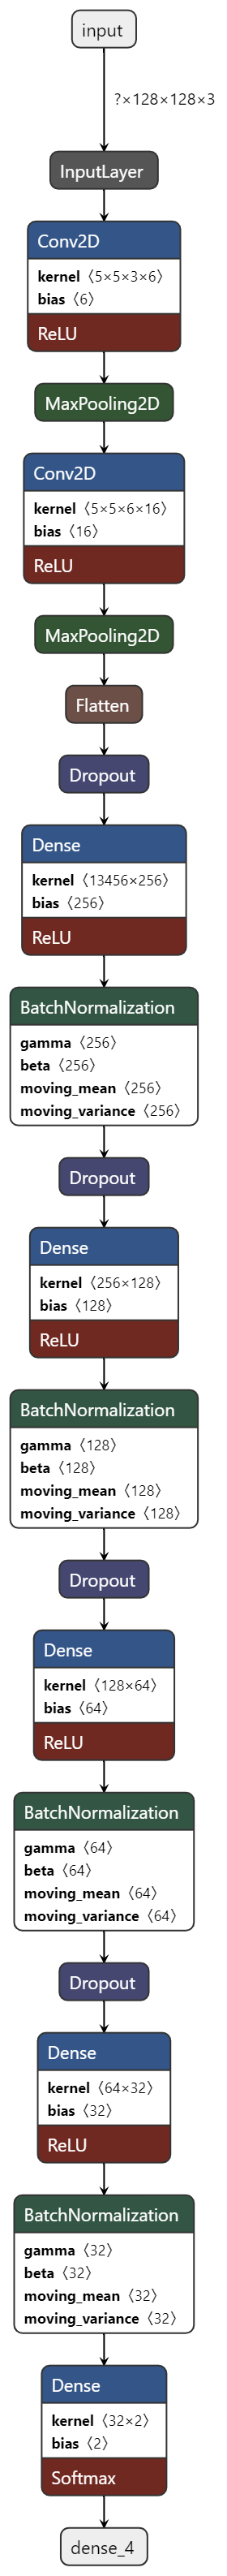 input
?×128×128×3
InputLayer
Conv2D
kernel〈5×5×3×6〉
bias〈6〉
ReLU
MaxPooling2D
Conv2D
kernel〈5×5×6×16〉
bias〈16〉
ReLU
MaxPooling2D
Flatten
Dropout
Dense
kernel〈13456×256〉
bias〈256〉
ReLU
BatchNormalization
gamma〈256〉
beta〈256〉
moving_mean〈256〉
moving_variance〈256〉
Dropout
Dense
kernel〈256×128〉
bias〈128〉
ReLU
BatchNormalization
gamma〈128〉
beta〈128〉
moving_mean〈128〉
moving_variance〈128〉
Dropout
Dense
kernel〈128×64〉
bias〈64〉
ReLU
BatchNormalization
gamma〈64〉
beta〈64〉
moving_mean〈64〉
moving_variance〈64〉
Dropout
Dense
kernel〈64×32〉
bias〈32〉
ReLU
BatchNormalization
gamma〈32〉
beta〈32〉
moving_mean〈32〉
moving_variance〈32〉
Dense
kernel〈32×2〉
bias〈2〉
Softmax
dense_4